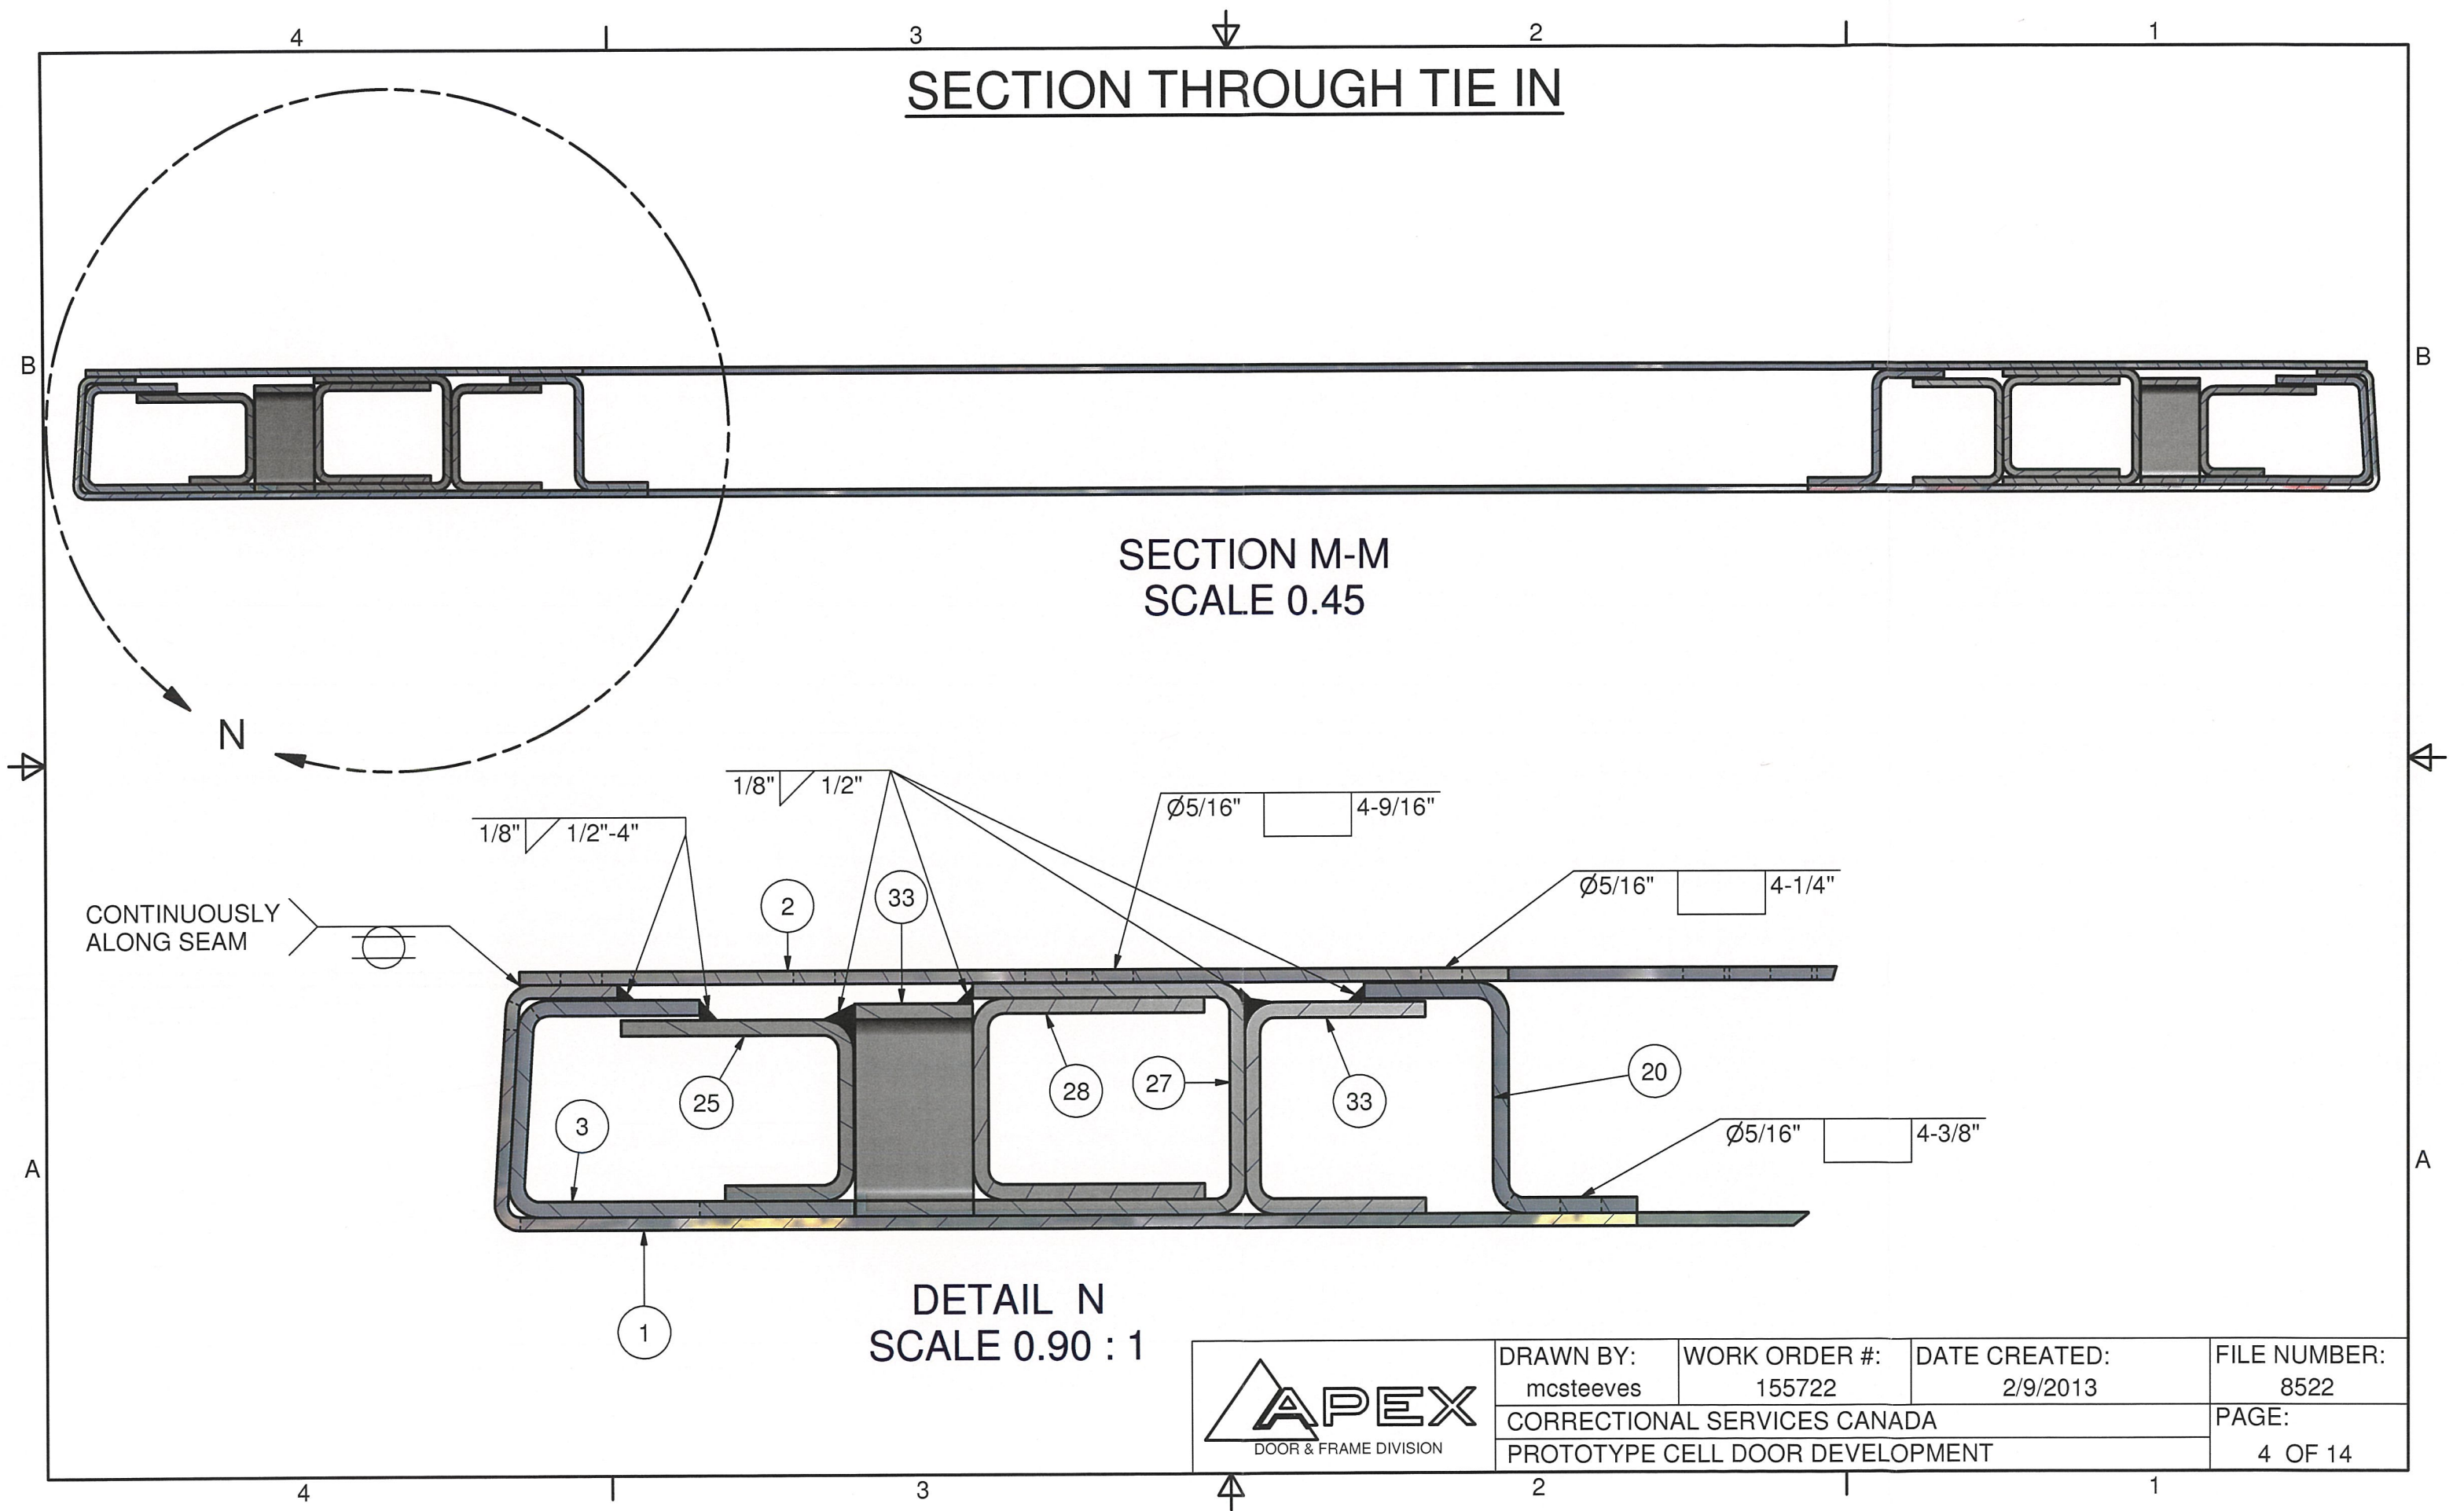 4 3 2 1
SECTION THROUGH TIE IN
B B
SECTION M-M
SCALE 0.45
N
1/8" 1/2"
1/8" 1/2"-4"
Ø5/16" 4-9/16"
Ø5/16" 4-1/4"
CONTINUOUSLY
ALONG SEAM
2 33
25 28 27 33 20
3
Ø5/16" 4-3/8"
A A
1
DETAIL N
SCALE 0.90 : 1
APEX
DOOR & FRAME DIVISION
DRAWN BY:
mcsteeves
WORK ORDER #:
155722
DATE CREATED:
2/9/2013
FILE NUMBER:
8522
CORRECTIONAL SERVICES CANADA
PROTOTYPE CELL DOOR DEVELOPMENT
PAGE:
4 OF 14
4 3 2 1